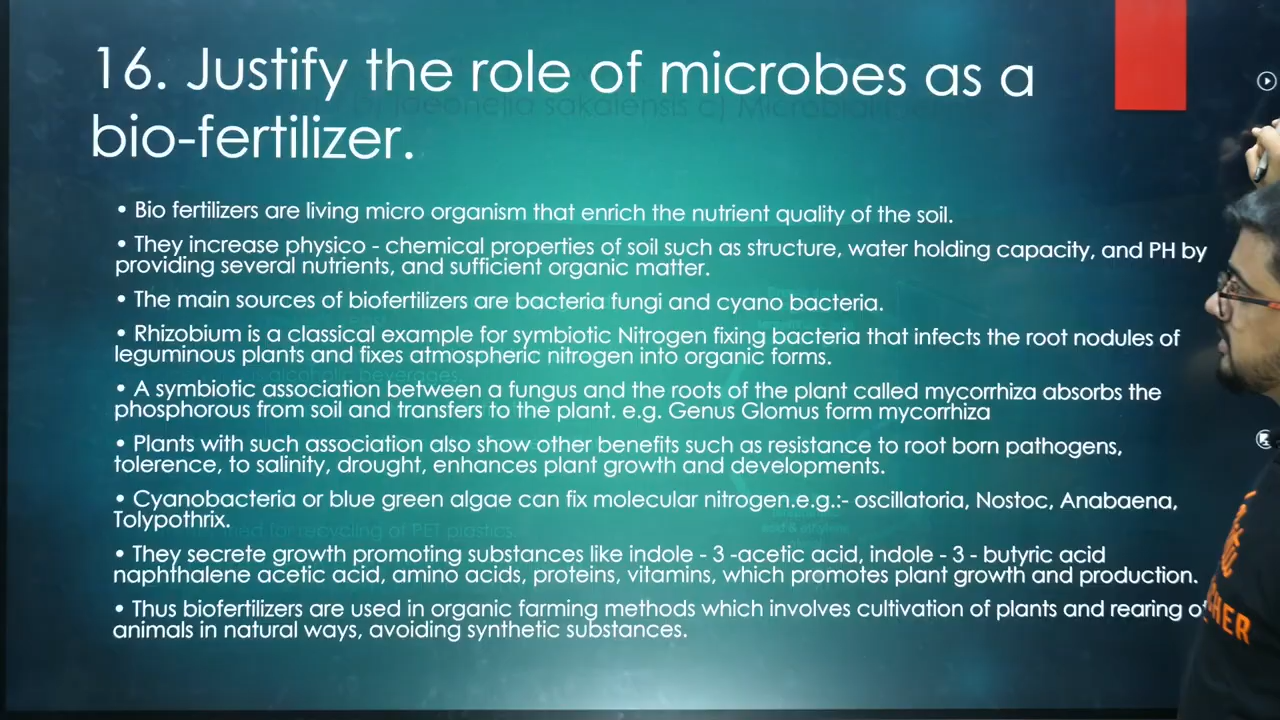 16. Justify the role of microbes as a
bio-fertilizer.
• Bio fertilizers are living micro organism that enrich the nutrient quality of the soil.
• They increase physico - chemical properties of soil such as structure, water holding capacity, and PH by
providing several nutrients, and sufficient organic matter.
• The main sources of biofertilizers are bacteria fungi and cyano bacteria.
• Rhizobium is a classical example for symbiotic Nitrogen fixing bacteria that infects the root nodules of
leguminous plants and fixes atmospheric nitrogen into organic forms.
• A symbiotic association between a fungus and the roots of the plant called mycorrhiza absorbs the
phosphorous from soil and transfers to the plant. e.g. Genus Glomus form mycorrhiza
• Plants with such association also show other benefits such as resistance to root born pathogens,
tolerence, to salinity, drought, enhances plant growth and developments.
• Cyanobacteria or blue green algae can fix molecular nitrogen.e.g.:- oscillatoria, Nostoc, Anabaena,
Tolypothrix.
• They secrete growth promoting substances like indole - 3 -acetic acid, indole - 3 - butyric acid
naphthalene acetic acid, amino acids, proteins, vitamins, which promotes plant growth and production.
• Thus biofertilizers are used in organic farming methods which involves cultivation of plants and rearing of
animals in natural ways, avoiding synthetic substances.